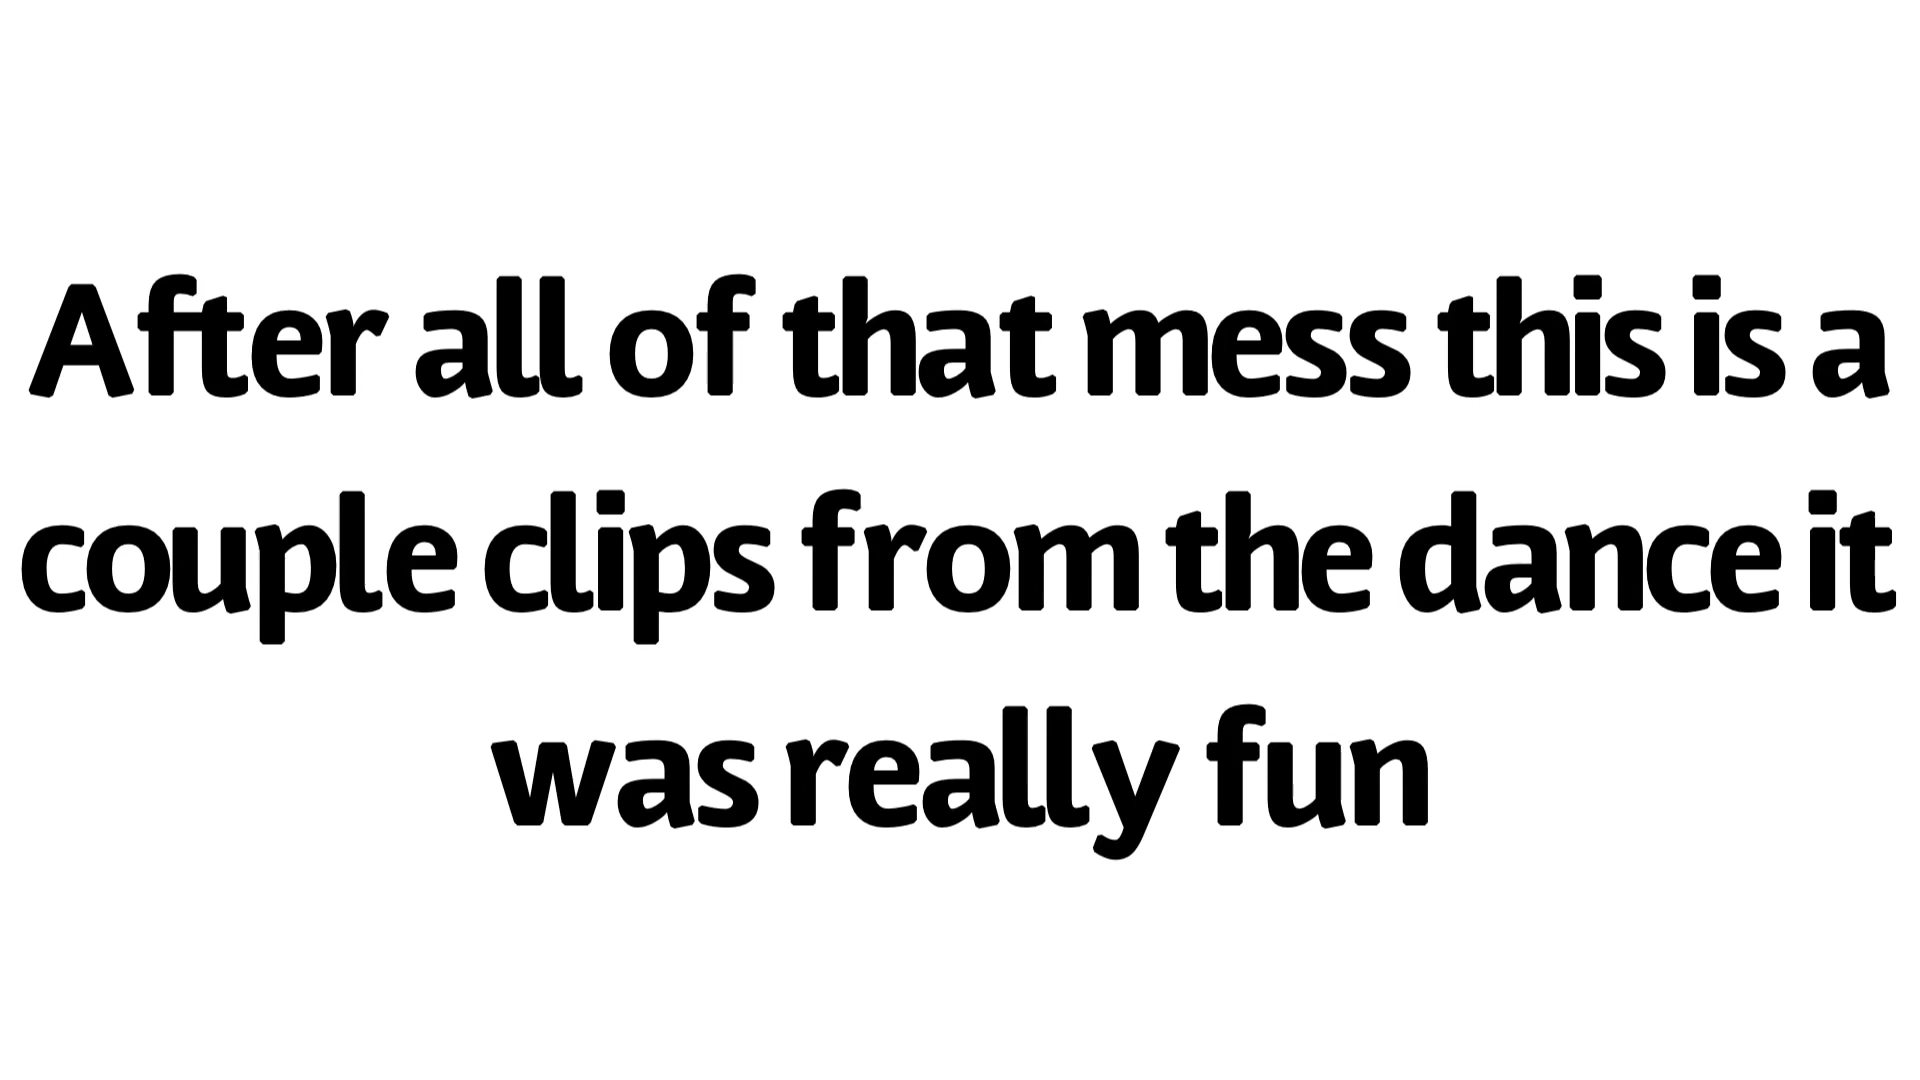 After all of that mess this is a
couple clips from the dance it
was really fun